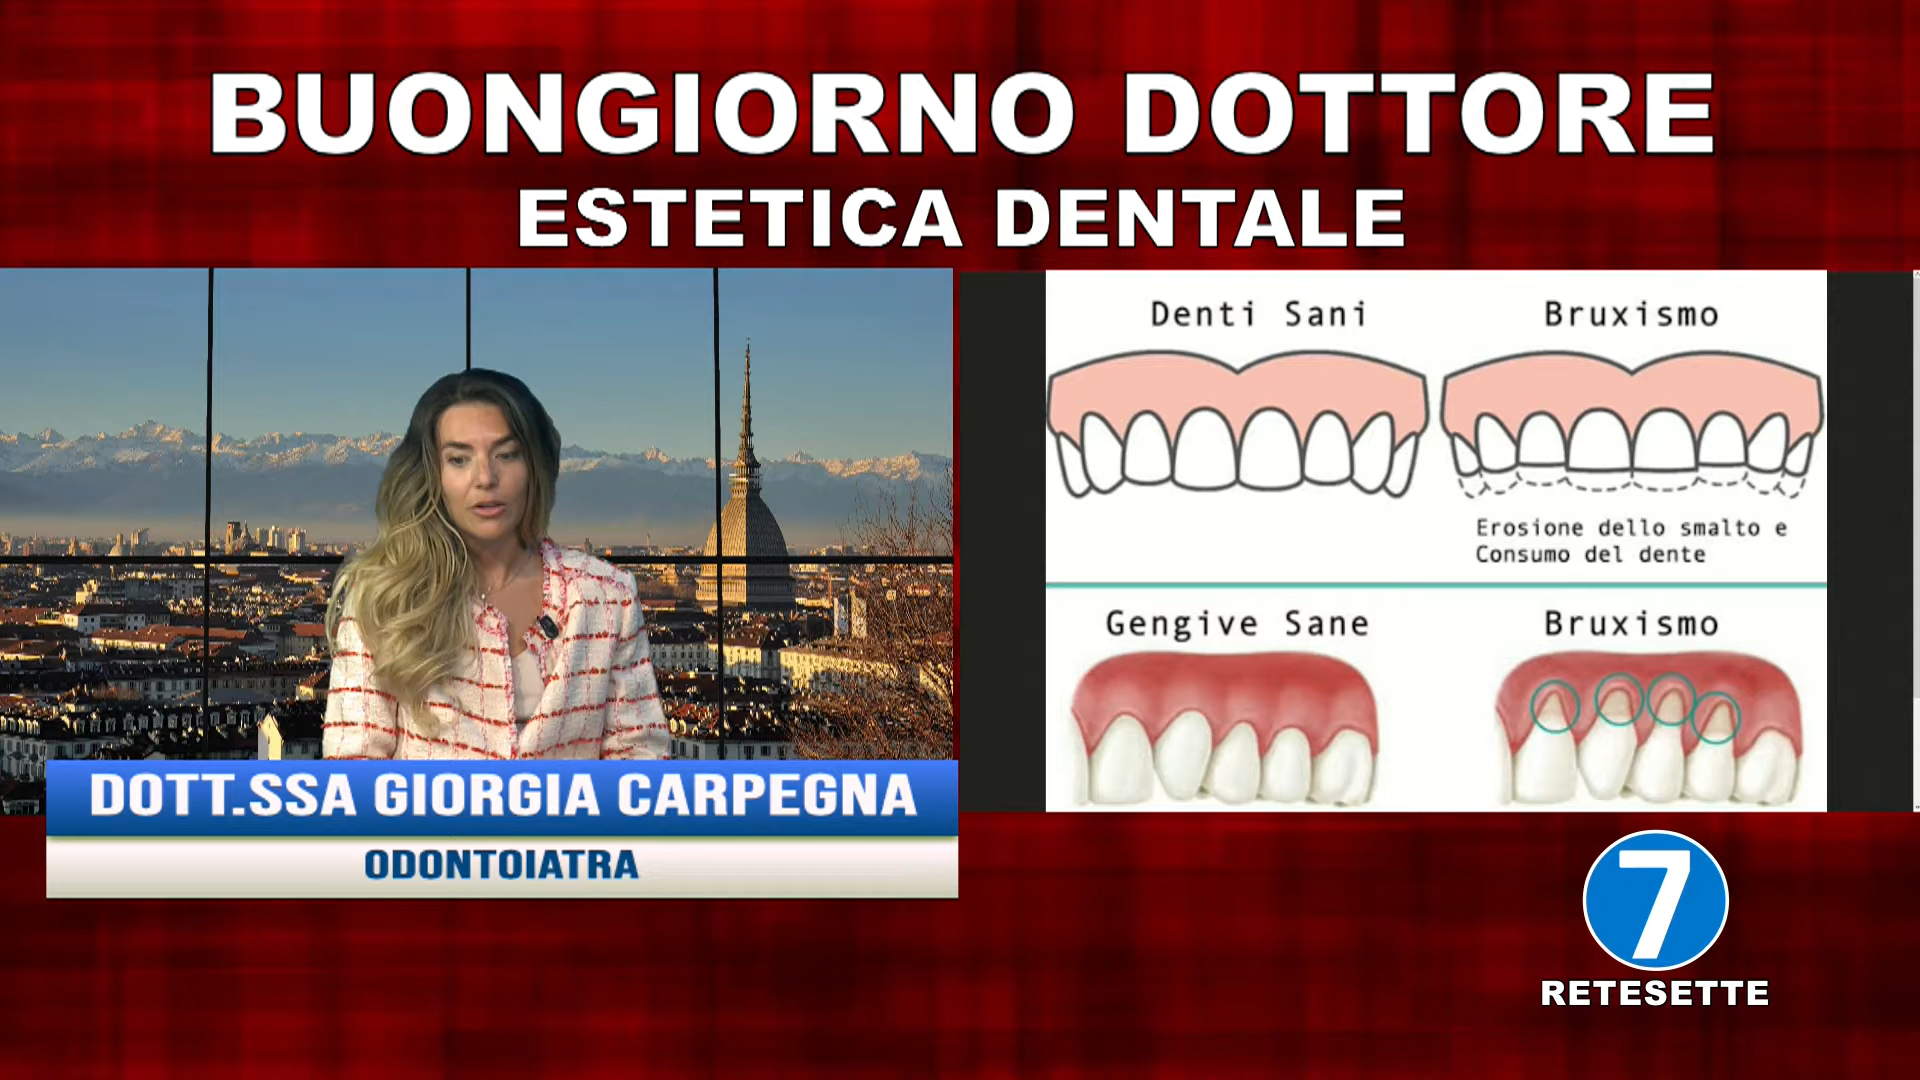 BUONGIORNO DOTTORE
ESTETICA DENTALE
Denti Sani
Bruxismo
Erosione dello smalto e
Consumo del dente
Gengive Sane
Bruxismo
DOTT.SSA GIORGIA CARPEGNA
ODONTOIATRA
7
RETESETTE